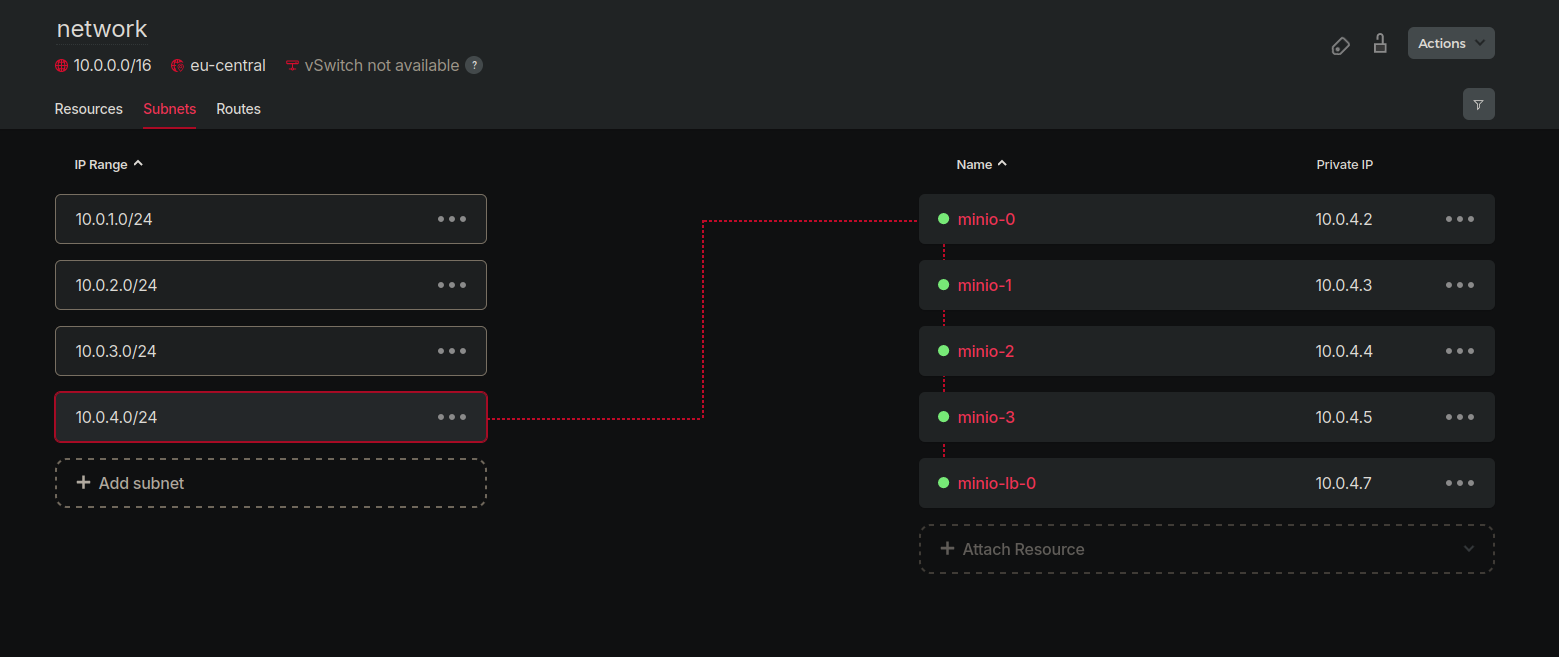 network
10.0.0.0/16 eu-central vSwitch not available ?
Actions
Resources Subnets Routes
IP Range Name Private IP
10.0.1.0/24 minio-0 10.0.4.2
10.0.2.0/24 minio-1 10.0.4.3
10.0.3.0/24 minio-2 10.0.4.4
10.0.4.0/24 minio-3 10.0.4.5
+ Add subnet minio-lb-0 10.0.4.7
+ Attach Resource